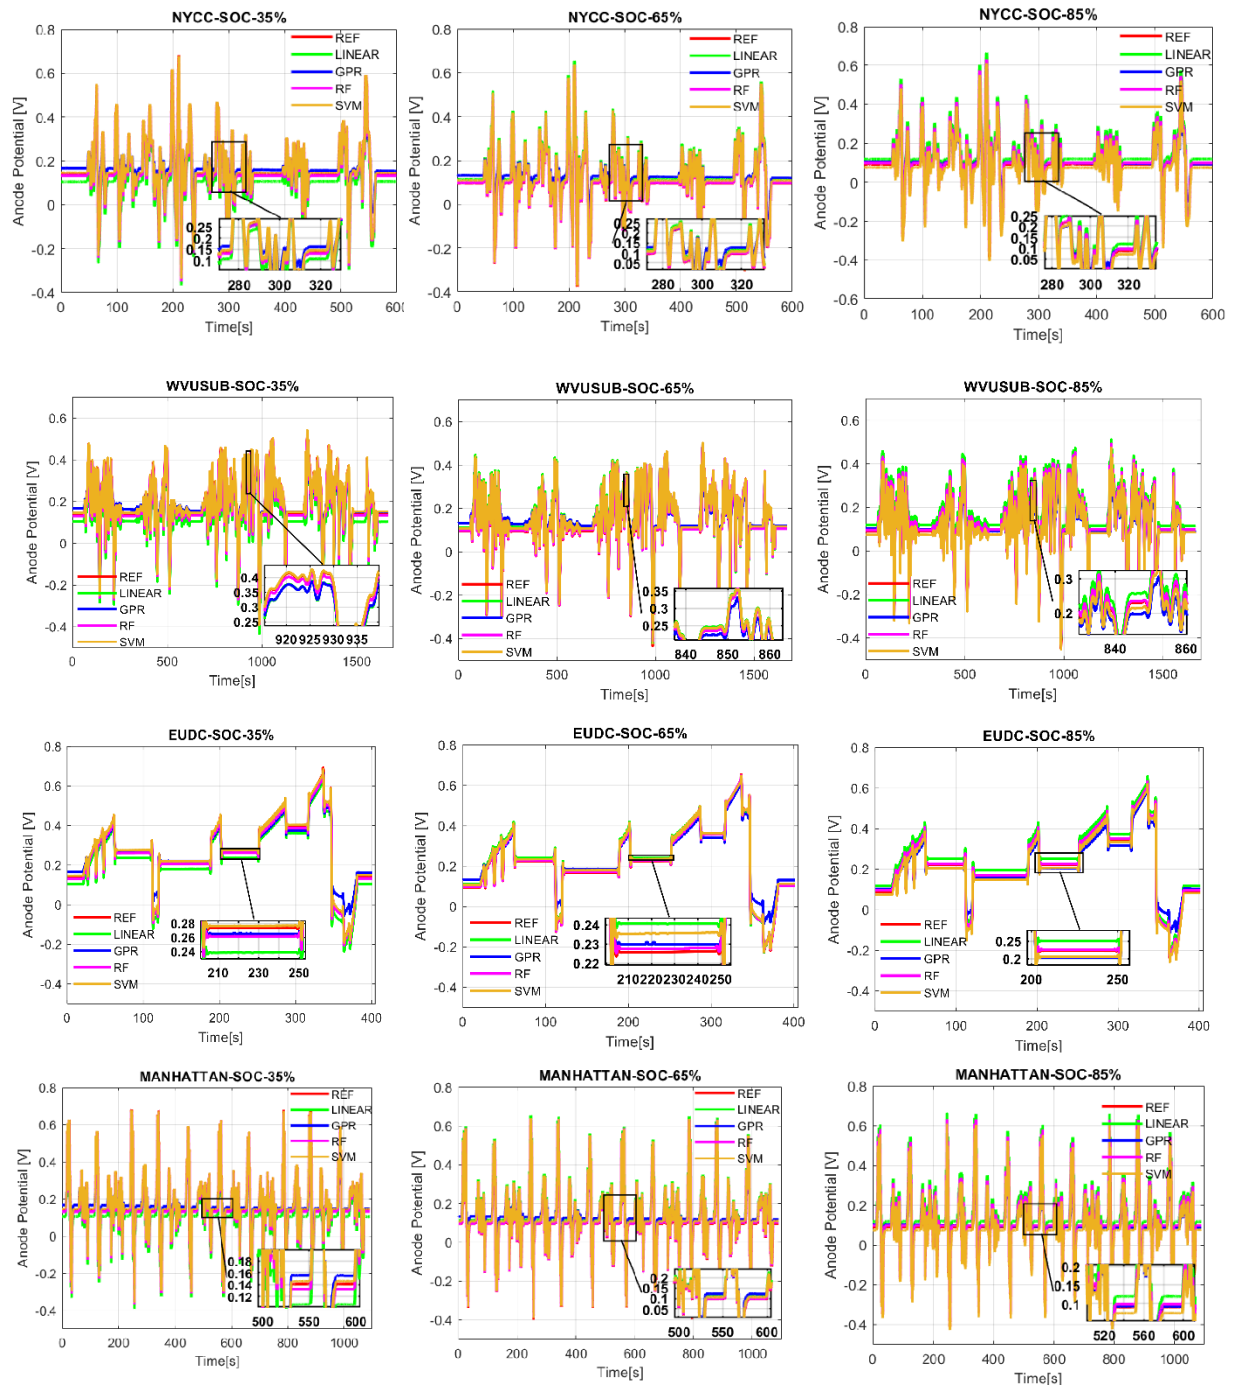 NYCC-SOC-35%
0.8
0.6
0.4
0.2
0
-0.2
-0.4
Anode Potential [V]
REF
LINEAR
GPR
RF
SVM
0.25
0.2
0.15
0.1
280 300 320
0 100 200 300 400 500 600
Time[s]
NYCC-SOC-65%
0.8
0.6
0.4
0.2
0
-0.2
-0.4
Anode Potential [V]
REF
LINEAR
GPR
RF
SVM
0.25
0.2
0.15
0.1
0.05
280 300 320
0 100 200 300 400 500 600
Time[s]
NYCC-SOC-85%
0.8
0.6
0.4
0.2
0
-0.2
-0.4
-0.6
Anode Potential [V]
REF
LINEAR
GPR
RF
SVM
0.25
0.2
0.15
0.1
0.05
280 300 320
0 100 200 300 400 500 600
Time[s]
WVUSUB-SOC-35%
0.6
0.4
0.2
0
-0.2
-0.4
Anode Potential [V]
REF
LINEAR
GPR
RF
SVM
0.4
0.35
0.3
0.25
920 925 930 935
0 500 1000 1500
Time[s]
WVUSUB-SOC-65%
0.6
0.4
0.2
0
-0.2
-0.4
Anode Potential [V]
REF
LINEAR
GPR
RF
SVM
0.35
0.3
0.25
840 850 860
0 500 1000 1500
Time[s]
WVUSUB-SOC-85%
0.6
0.4
0.2
0
-0.2
-0.4
Anode Potential [V]
REF
LINEAR
GPR
RF
SVM
0.3
0.2
840 860
0 500 1000 1500
Time[s]
EUDC-SOC-35%
0.8
0.6
0.4
0.2
0
-0.2
-0.4
Anode Potential [V]
REF
LINEAR
GPR
RF
SVM
0.28
0.26
0.24
210 230 250
0 100 200 300 400
Time[s]
EUDC-SOC-65%
0.8
0.6
0.4
0.2
0
-0.2
-0.4
Anode Potential [V]
REF
LINEAR
GPR
RF
SVM
0.24
0.23
0.22
210 220 230 240 250
0 100 200 300 400
Time[s]
EUDC-SOC-85%
0.8
0.6
0.4
0.2
0
-0.2
-0.4
Anode Potential [V]
REF
LINEAR
GPR
RF
SVM
0.25
0.2
200 250
0 100 200 300 400
Time[s]
MANHATTAN-SOC-35%
0.8
0.6
0.4
0.2
0
-0.2
-0.4
Anode Potential [V]
REF
LINEAR
GPR
RF
SVM
0.18
0.16
0.14
0.12
500 550 600
0 200 400 600 800 1000
Time[s]
MANHATTAN-SOC-65%
0.8
0.6
0.4
0.2
0
-0.2
-0.4
Anode Potential [V]
REF
LINEAR
GPR
RF
SVM
0.2
0.15
0.1
0.05
500 550 600
0 200 400 600 800 1000
Time[s]
MANHATTAN-SOC-85%
0.8
0.6
0.4
0.2
0
-0.2
-0.4
Anode Potential [V]
REF
LINEAR
GPR
RF
SVM
0.2
0.1
520 560 600
0 200 400 600 800 1000
Time[s]